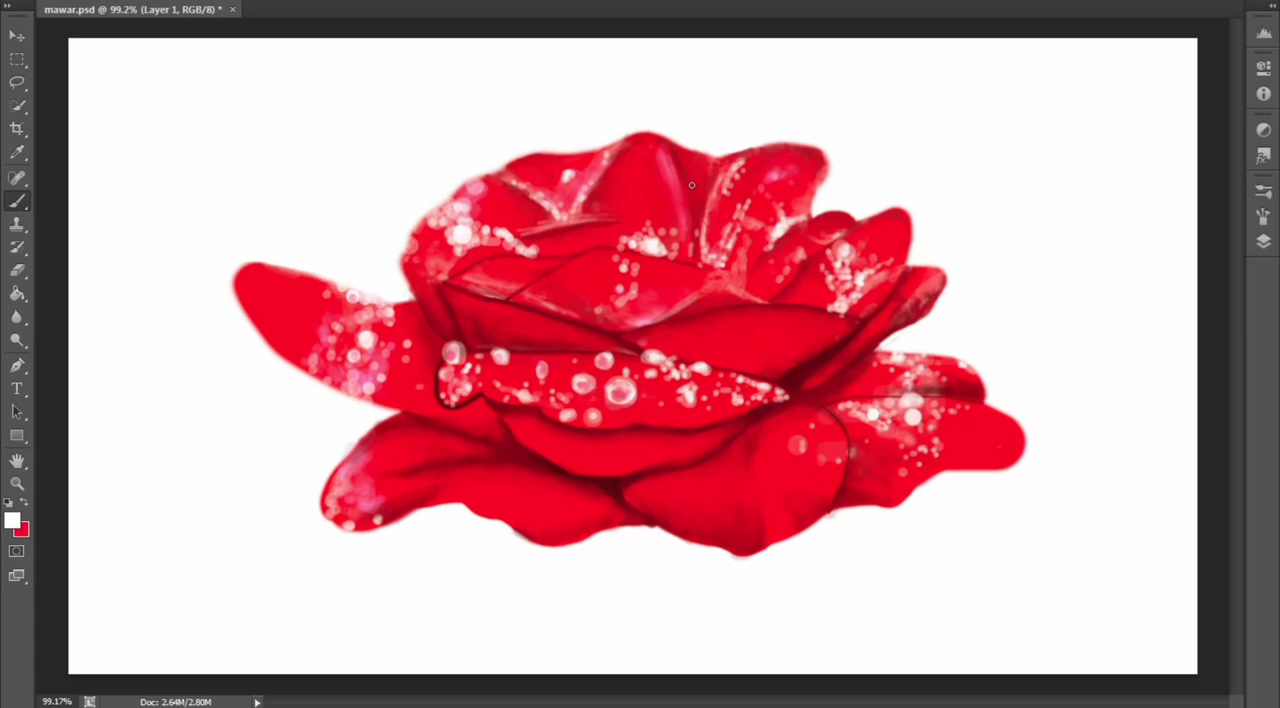 mawar.psd @ 99.2% (Layer 1, RGB/8) * ×
T
99.17%
Doc: 2.64M/2.80M